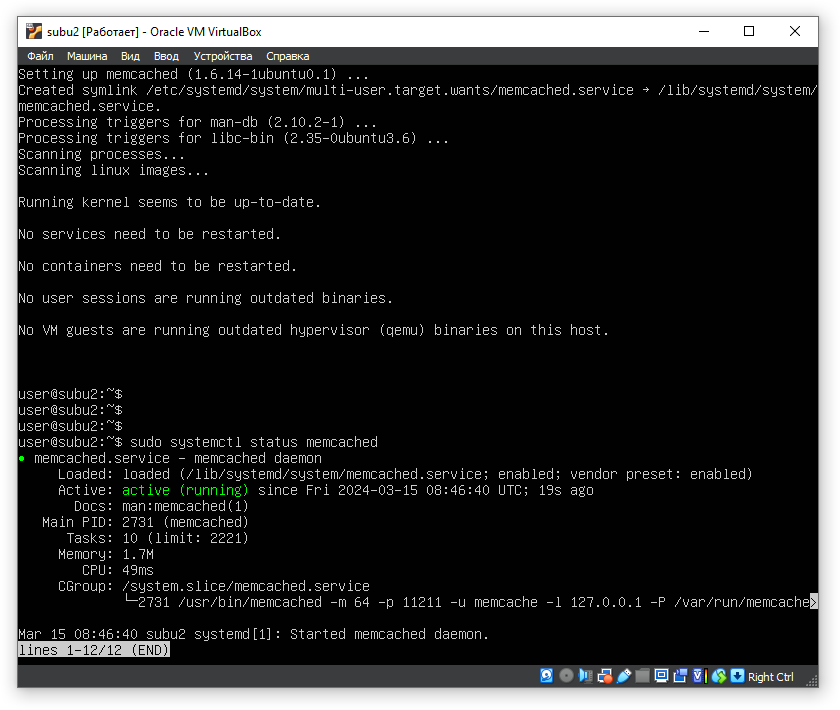 subu2 [Работает] - Oracle VM VirtualBox
Файл Машина Вид Ввод Устройства Справка
Setting up memcached (1.6.14-1ubuntu0.1) ...
Created symlink /etc/systemd/system/multi-user.target.wants/memcached.service → /lib/systemd/system/
memcached.service.
Processing triggers for man-db (2.10.2-1) ...
Processing triggers for libc-bin (2.35-0ubuntu3.6) ...
Scanning processes...
Scanning linux images...
Running kernel seems to be up-to-date.
No services need to be restarted.
No containers need to be restarted.
No user sessions are running outdated binaries.
No VM guests are running outdated hypervisor (qemu) binaries on this host.
user@subu2:~$
user@subu2:~$
user@subu2:~$
user@subu2:~$ sudo systemctl status memcached
● memcached.service - memcached daemon
Loaded: loaded (/lib/systemd/system/memcached.service; enabled; vendor preset: enabled)
Active: active (running) since Fri 2024-03-15 08:46:40 UTC; 19s ago
Docs: man:memcached(1)
Main PID: 2731 (memcached)
Tasks: 10 (limit: 2221)
Memory: 1.7M
CPU: 49ms
CGroup: /system.slice/memcached.service
└─2731 /usr/bin/memcached -m 64 -p 11211 -u memcache -l 127.0.0.1 -P /var/run/memcache>
Mar 15 08:46:40 subu2 systemd[1]: Started memcached daemon.
lines 1-12/12 (END)
Right Ctrl